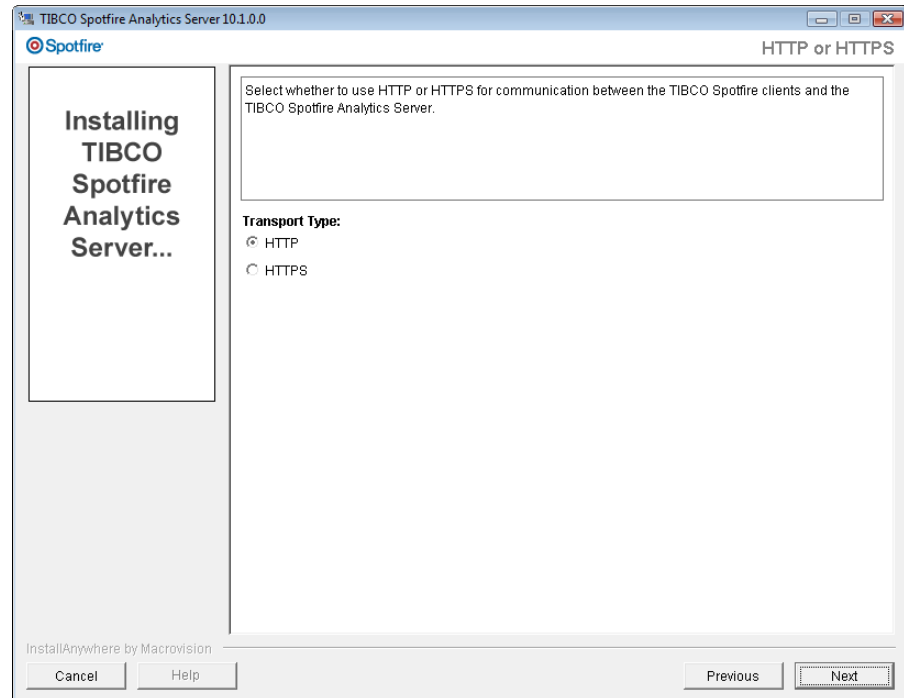 TIBCO Spotfire Analytics Server 10.1.0.0
Spotfire
HTTP or HTTPS
Installing
TIBCO
Spotfire
Analytics
Server...
Select whether to use HTTP or HTTPS for communication between the TIBCO Spotfire clients and the
TIBCO Spotfire Analytics Server.
Transport Type:
HTTP
HTTPS
InstallAnywhere by Macrovision
Cancel
Help
Previous
Next